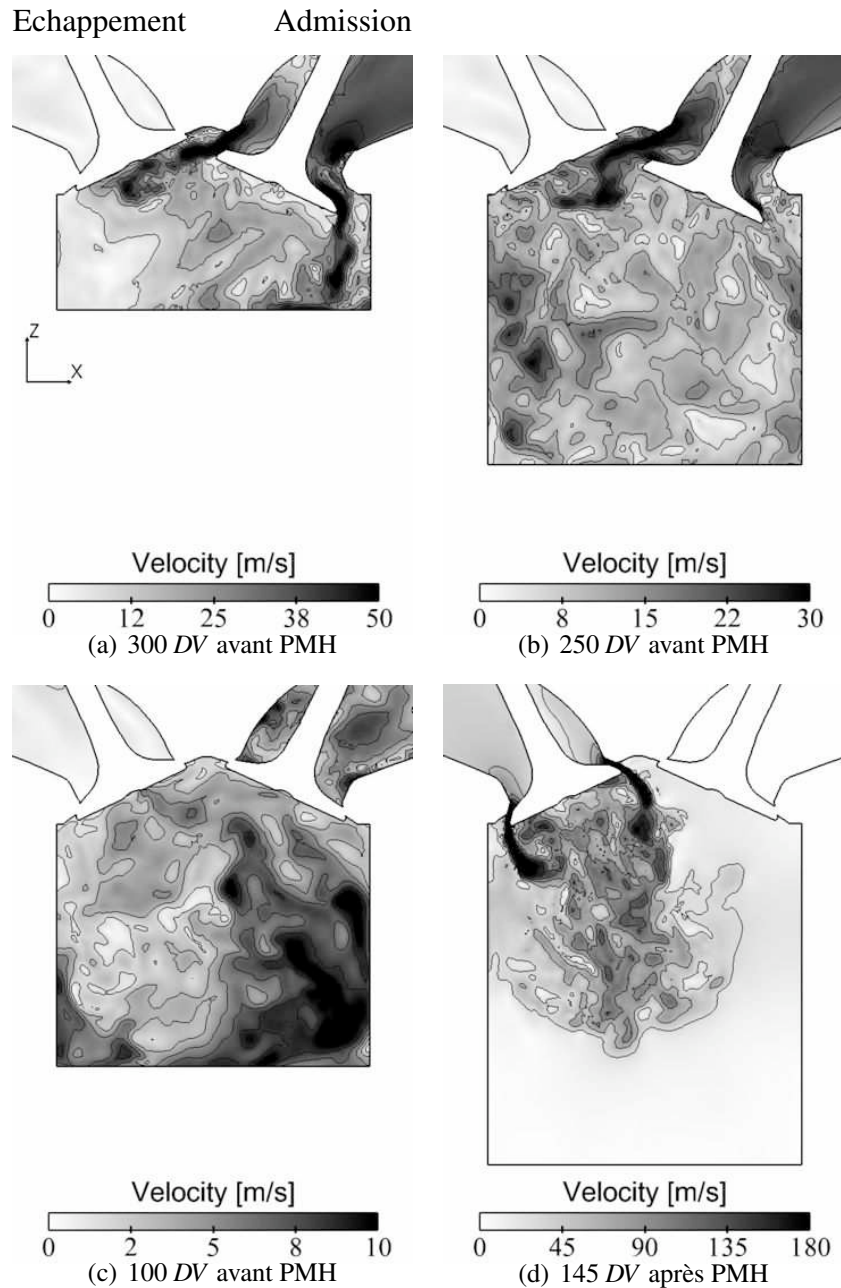 Echappement Admission
Z
X
Velocity [m/s]
0 12 25 38 50
(a) 300 DV avant PMH
Velocity [m/s]
0 8 15 22 30
(b) 250 DV avant PMH
Velocity [m/s]
0 2 5 8 10
(c) 100 DV avant PMH
Velocity [m/s]
0 45 90 135 180
(d) 145 DV après PMH